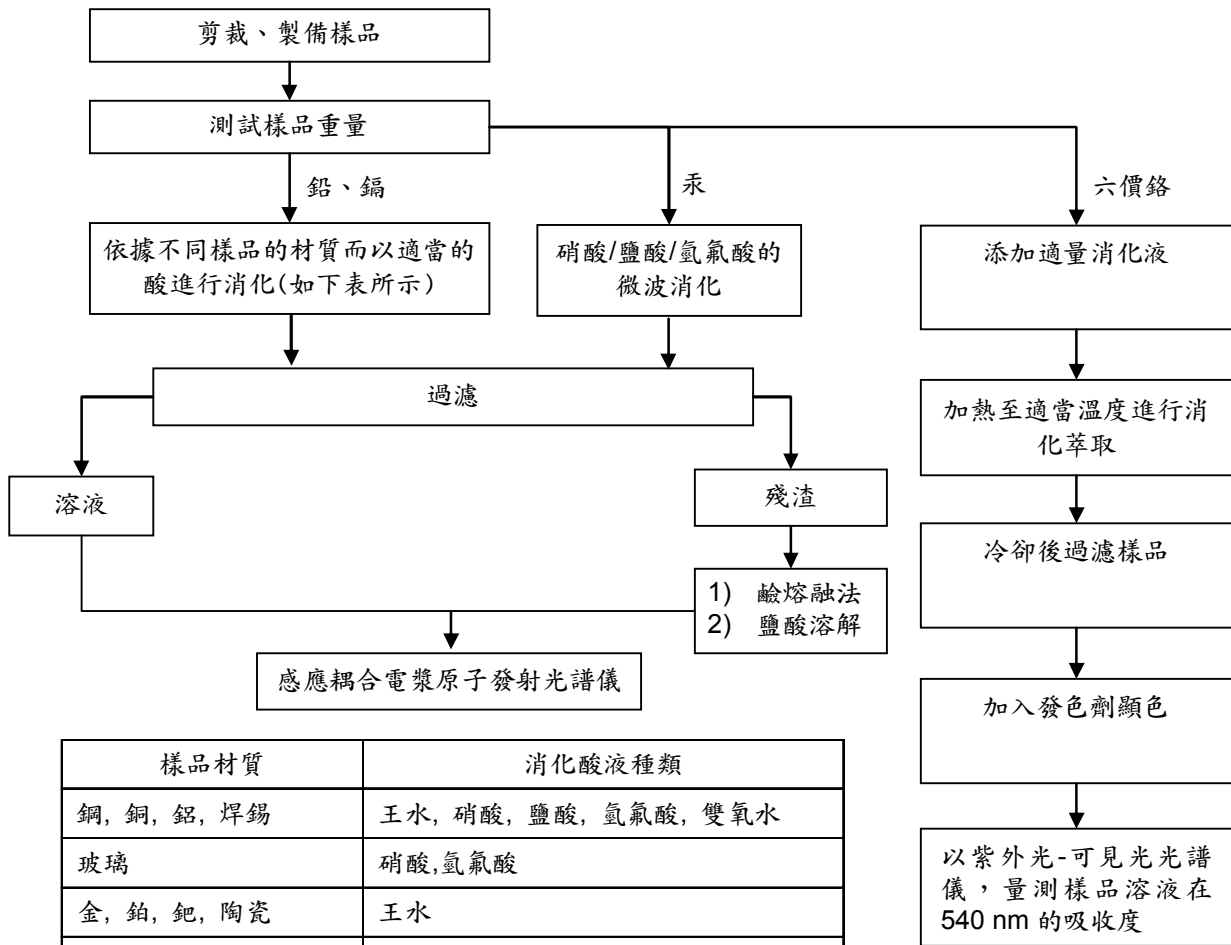 剪裁、製備樣品
測試樣品重量
鉛、鎘
汞
六價鉻
依據不同樣品的材質而以適當的
酸進行消化(如下表所示)
硝酸/鹽酸/氫氟酸的
微波消化
添加適量消化液
過濾
加熱至適當溫度進行消
化萃取
溶液
殘渣
冷卻後過濾樣品
1) 鹼熔融法
2) 鹽酸溶解
感應耦合電漿原子發射光譜儀
加入發色劑顯色
樣品材質 消化酸液種類
鋼, 銅, 鋁, 焊錫 王水, 硝酸, 鹽酸, 氫氟酸, 雙氧水
玻璃 硝酸,氫氟酸
金, 鉑, 鈀, 陶瓷 王水
以紫外光-可見光光譜
儀，量測樣品溶液在
540 nm 的吸收度